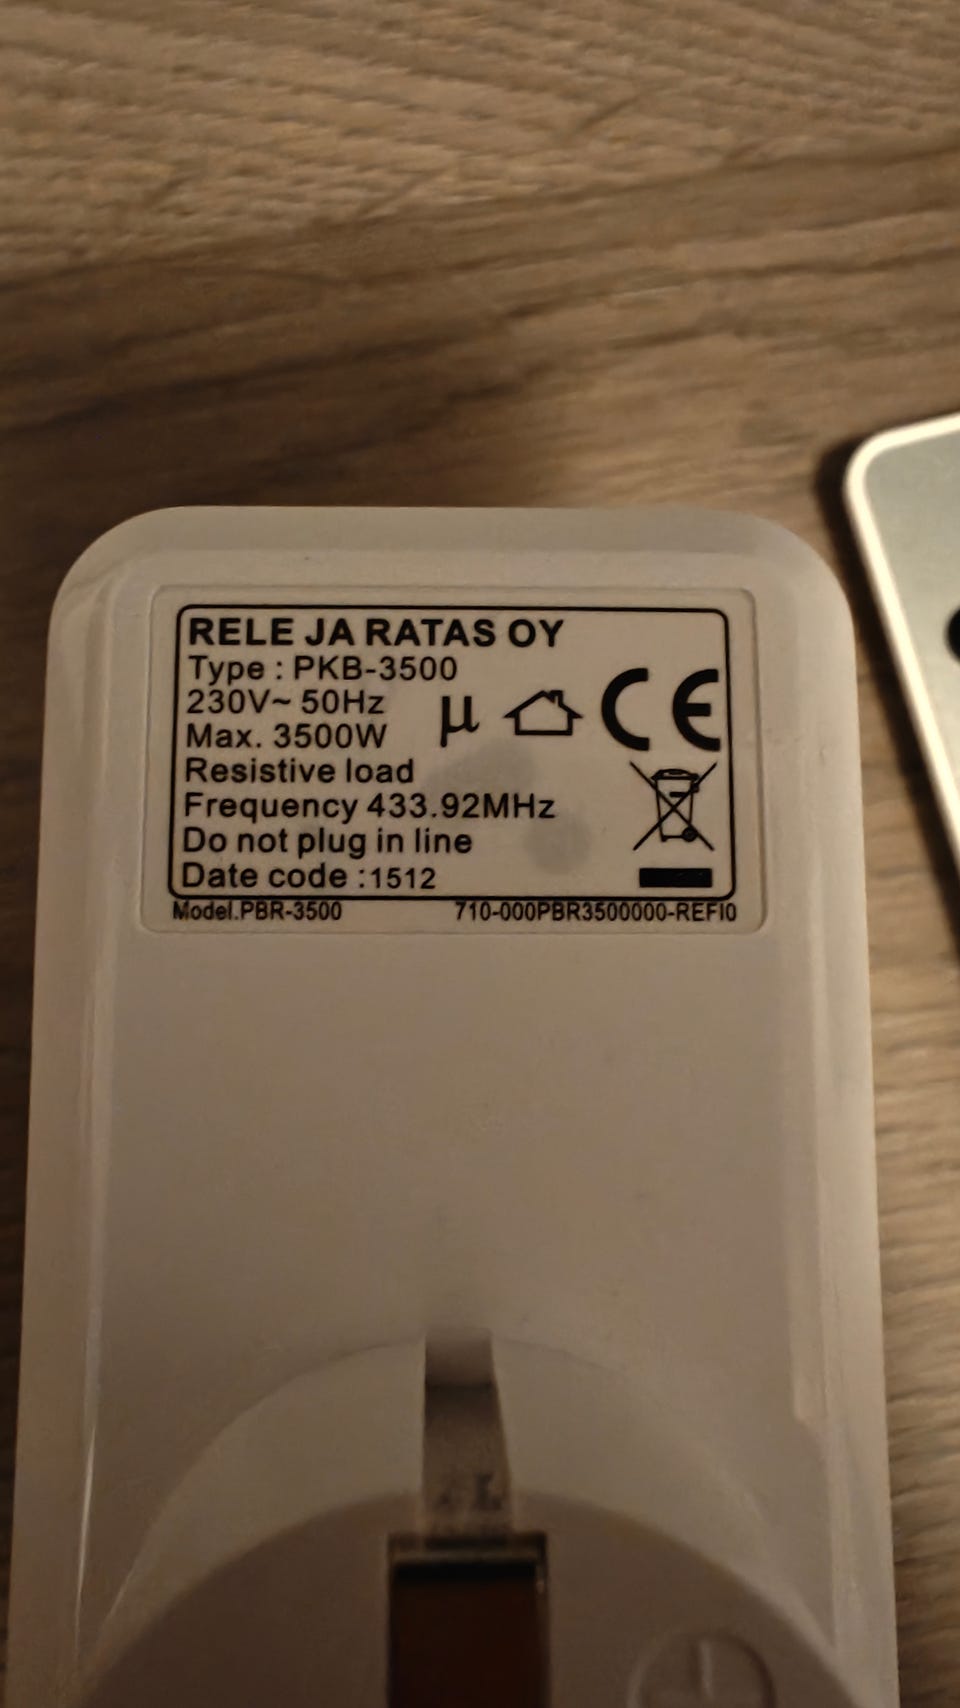 RELE JA RATAS OY
Type : PKB-3500
230V~ 50Hz
Max. 3500W
µ
CE
Resistive load
Frequency 433.92MHz
Do not plug in line
Date code :1512
Model.PBR-3500 710-000PBR3500000-REFI0